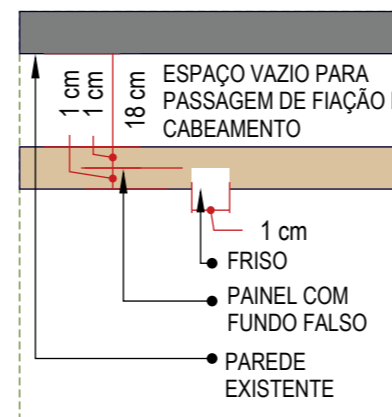 1 cm
1 cm
18 cm
ESPAÇO VAZIO PARA
PASSAGEM DE FIAÇÃO
CABEAMENTO
1 cm
FRISO
PAINEL COM
FUNDO FALSO
PAREDE
EXISTENTE